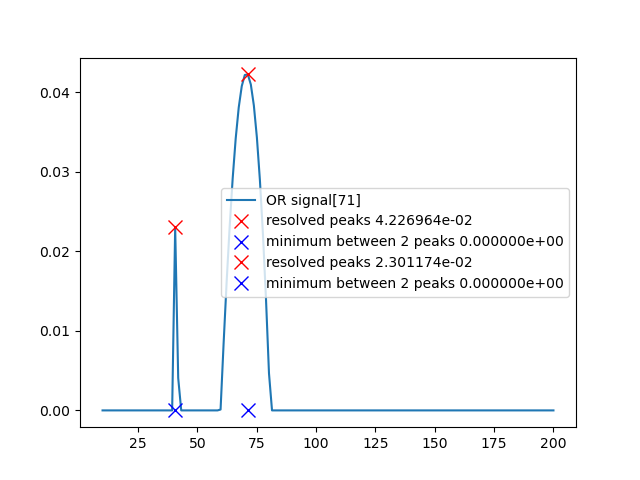 0.04
0.03
0.02
0.01
0.00
OR signal[71]
resolved peaks 4.226964e-02
minimum between 2 peaks 0.000000e+00
resolved peaks 2.301174e-02
minimum between 2 peaks 0.000000e+00
25 50 75 100 125 150 175 200